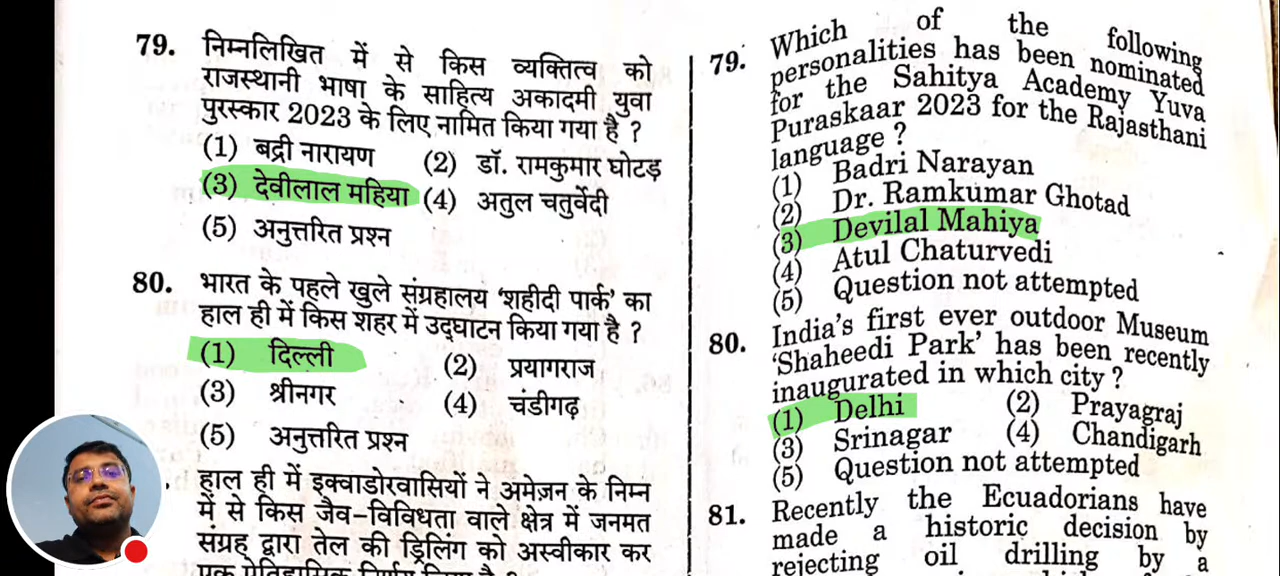 79. निम्नलिखित में से किस व्यक्तित्व को
राजस्थानी भाषा के साहित्य अकादमी युवा
पुरस्कार 2023 के लिए नामित किया गया है ?
(1) बद्री नारायण (2) डॉ. रामकुमार घोटड़
(3) देवीलाल महिया (4) अतुल चतुर्वेदी
(5) अनुत्तरित प्रश्न
80. भारत के पहले खुले संग्रहालय 'शहीदी पार्क' का
हाल ही में किस शहर में उद्घाटन किया गया है ?
(1) दिल्ली (2) प्रयागराज
(3) श्रीनगर (4) चंडीगढ़
(5) अनुत्तरित प्रश्न
हाल ही में इक्वाडोरवासियों ने अमेज़न के निम्न
में से किस जैव-विविधता वाले क्षेत्र में जनमत
संग्रह द्वारा तेल की ड्रिलिंग को अस्वीकार कर
79. Which of the following
personalities has been nominated
for the Sahitya Academy Yuva
Puraskaar 2023 for the Rajasthani
language ?
(1) Badri Narayan
(2) Dr. Ramkumar Ghotad
(3) Devilal Mahiya
(4) Atul Chaturvedi
(5) Question not attempted
80. India's first ever outdoor Museum
'Shaheedi Park' has been recently
inaugurated in which city ?
(1) Delhi (2) Prayagraj
(3) Srinagar (4) Chandigarh
(5) Question not attempted
81. Recently the Ecuadorians have
made a historic decision by
rejecting oil drilling by a